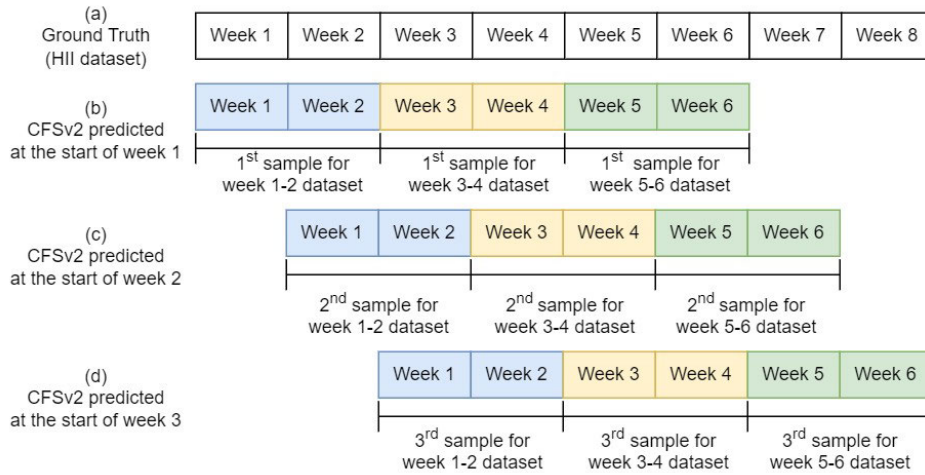 (a)
Ground Truth
(HII dataset)
Week 1 Week 2 Week 3 Week 4 Week 5 Week 6 Week 7 Week 8
(b)
CFSv2 predicted
at the start of week 1
Week 1 Week 2 Week 3 Week 4 Week 5 Week 6
1st sample for week 1-2 dataset
1st sample for week 3-4 dataset
1st sample for week 5-6 dataset
(c)
CFSv2 predicted
at the start of week 2
Week 1 Week 2 Week 3 Week 4 Week 5 Week 6
2nd sample for week 1-2 dataset
2nd sample for week 3-4 dataset
2nd sample for week 5-6 dataset
(d)
CFSv2 predicted
at the start of week 3
Week 1 Week 2 Week 3 Week 4 Week 5 Week 6
3rd sample for week 1-2 dataset
3rd sample for week 3-4 dataset
3rd sample for week 5-6 dataset